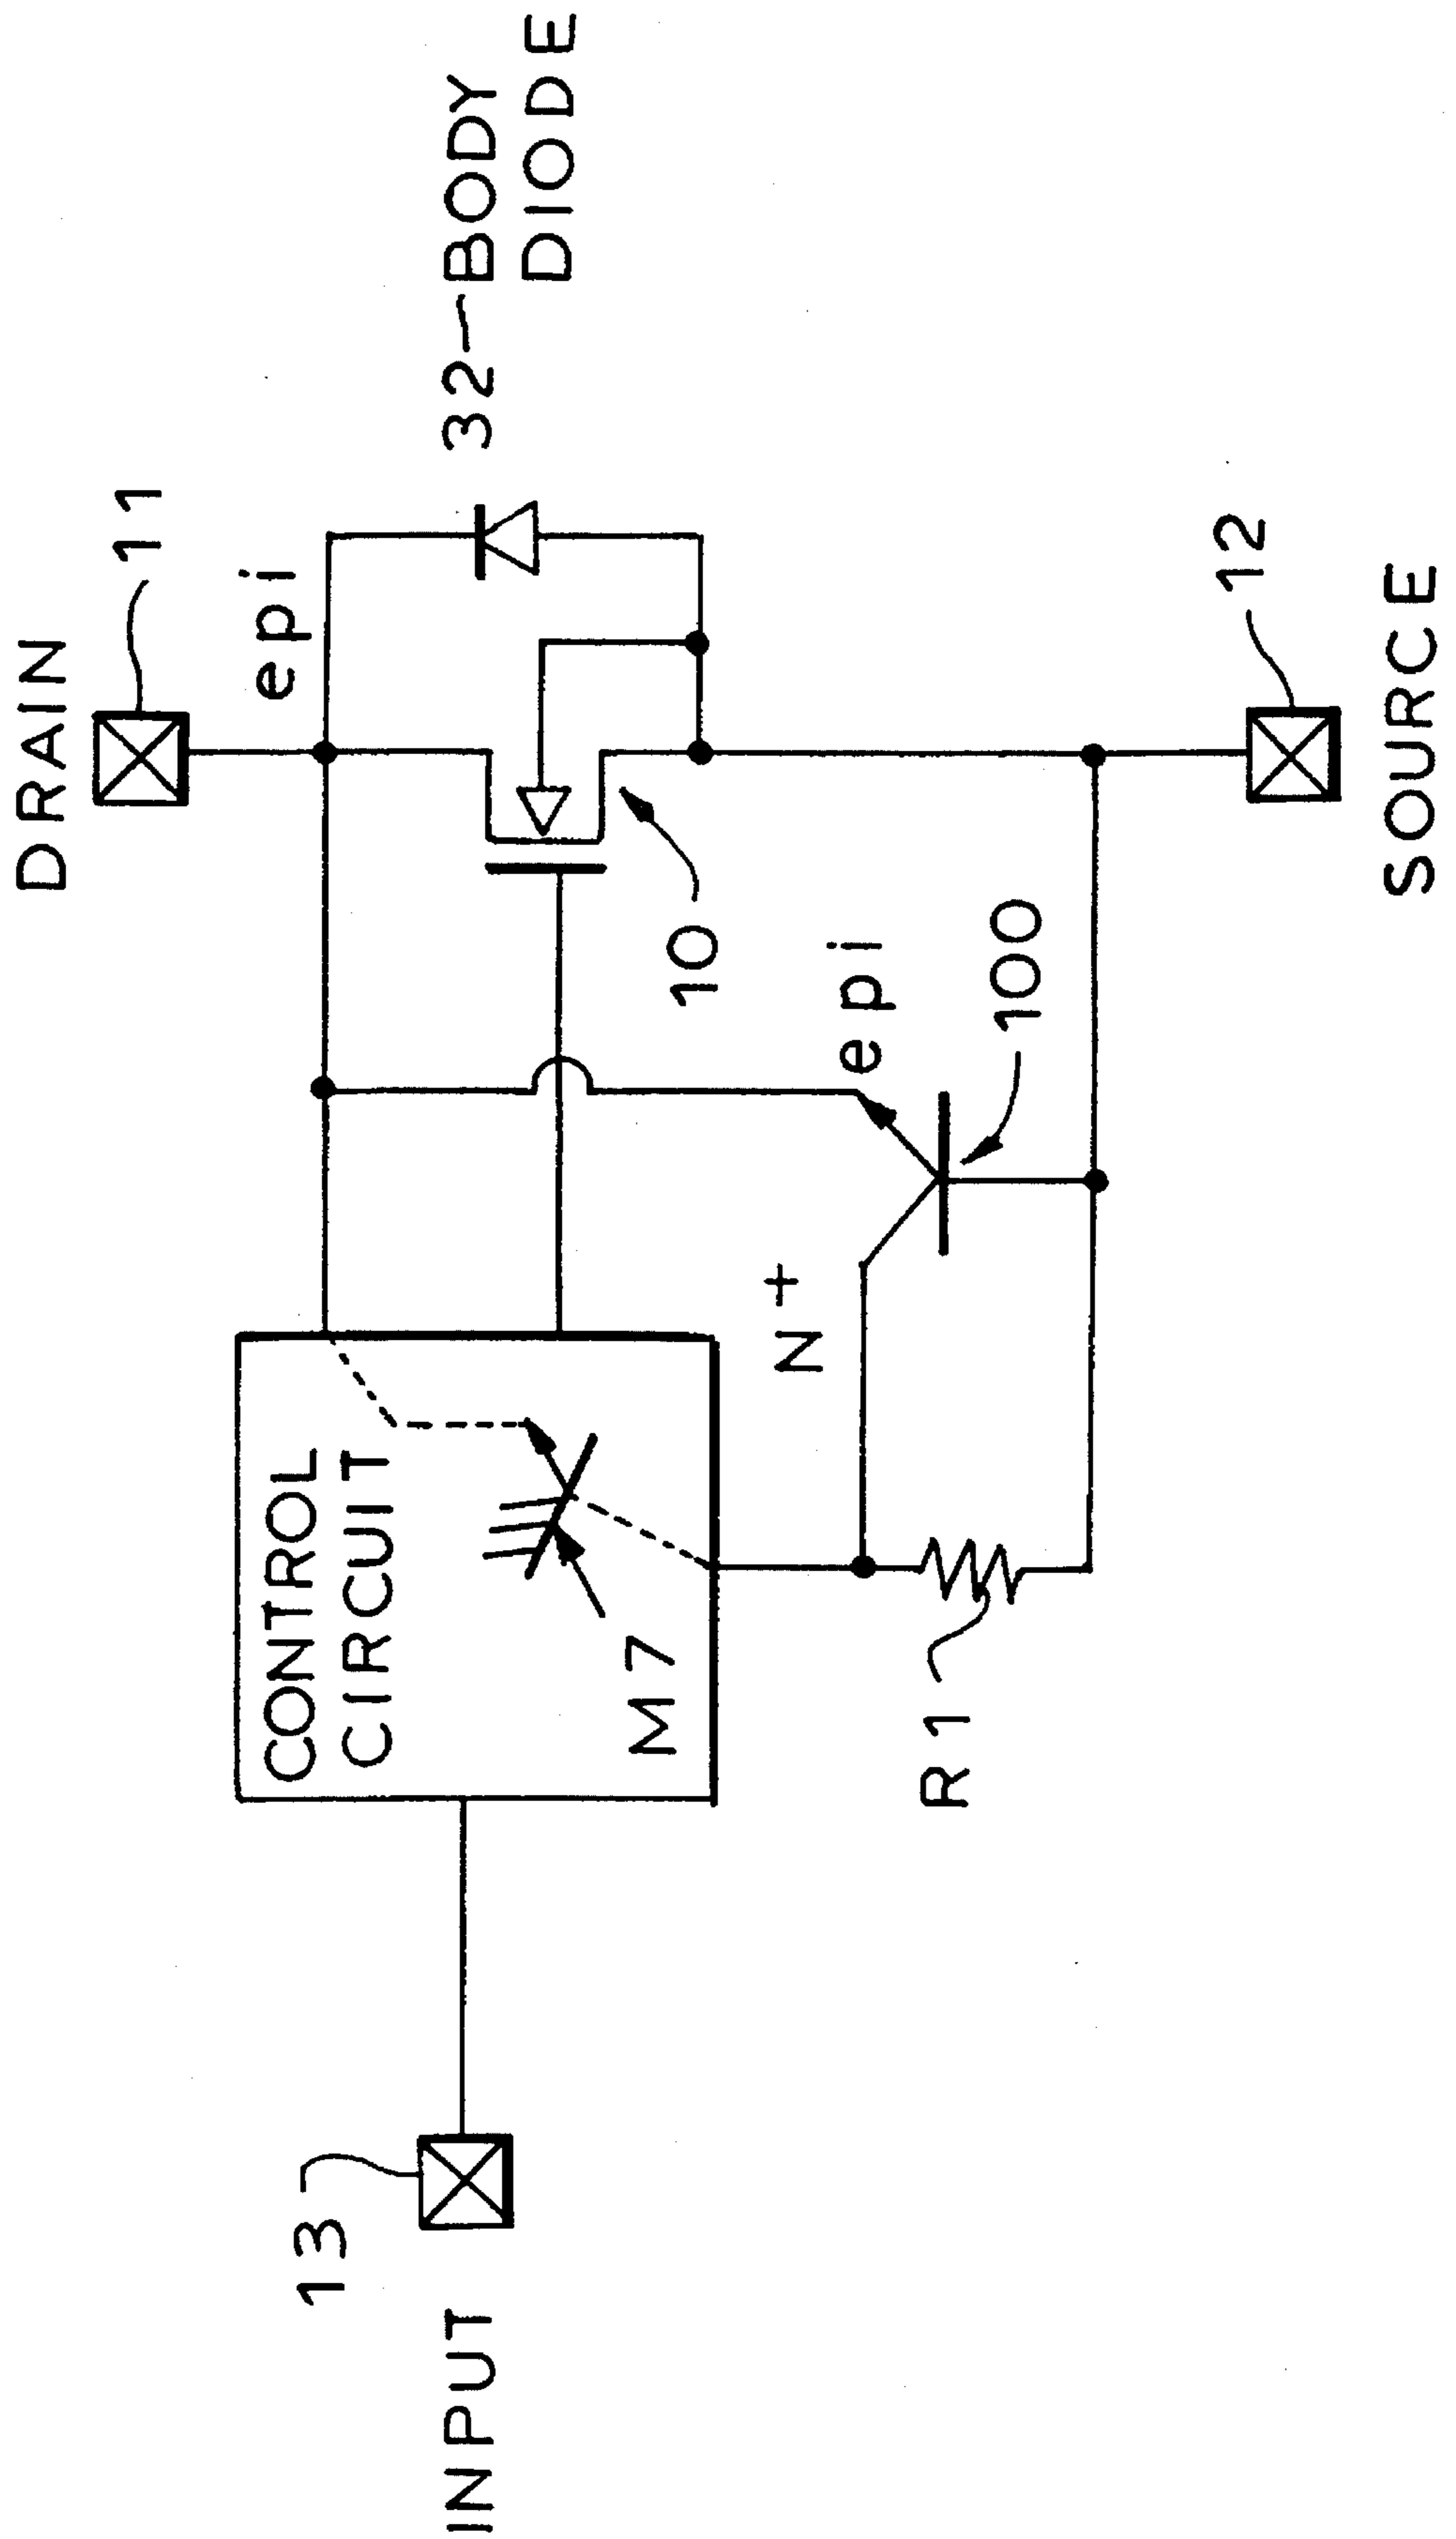 DRAIN
11
epi
32
BODY
DIODE
CONTROL
CIRCUIT
M7
10
13
INPUT
N+
epi
100
R1
12
SOURCE